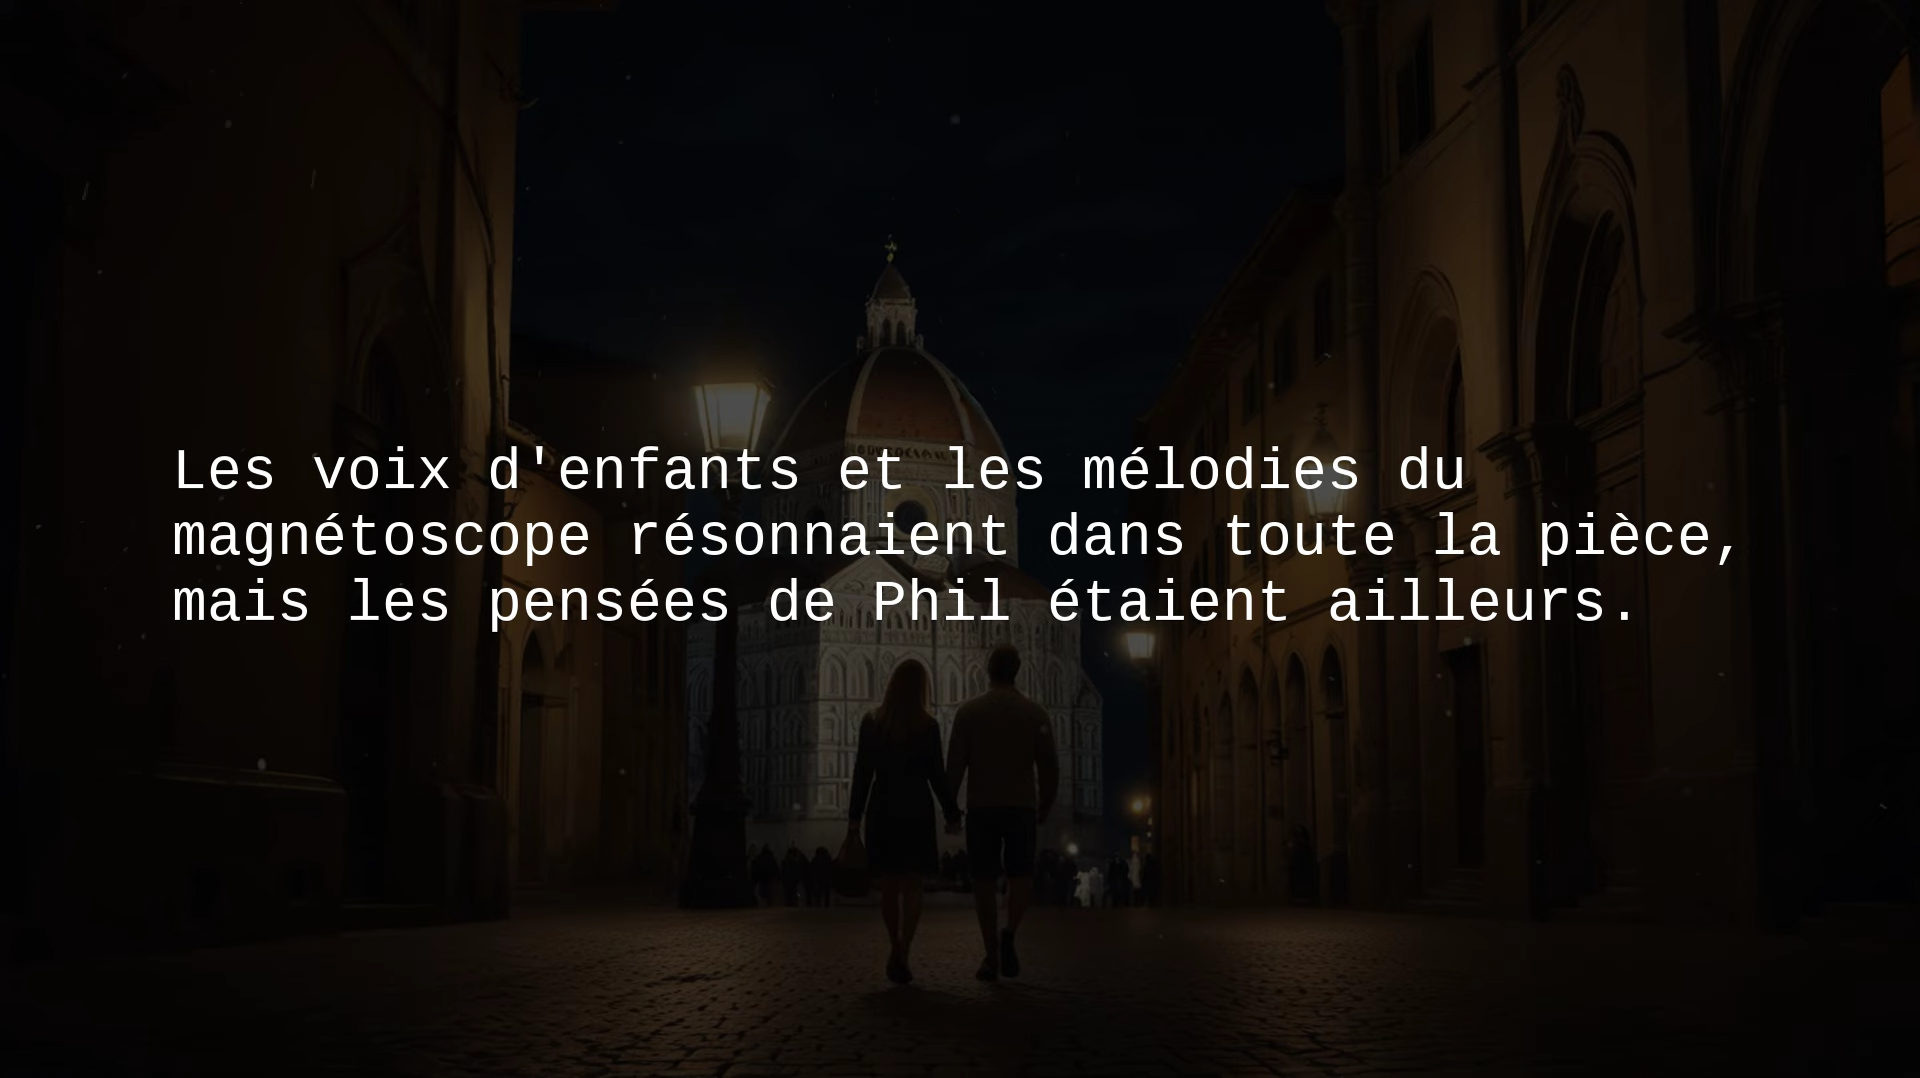 Les voix d'enfants et les mélodies du
magnétoscope résonnaient dans toute la pièce,
mais les pensées de Phil étaient ailleurs.